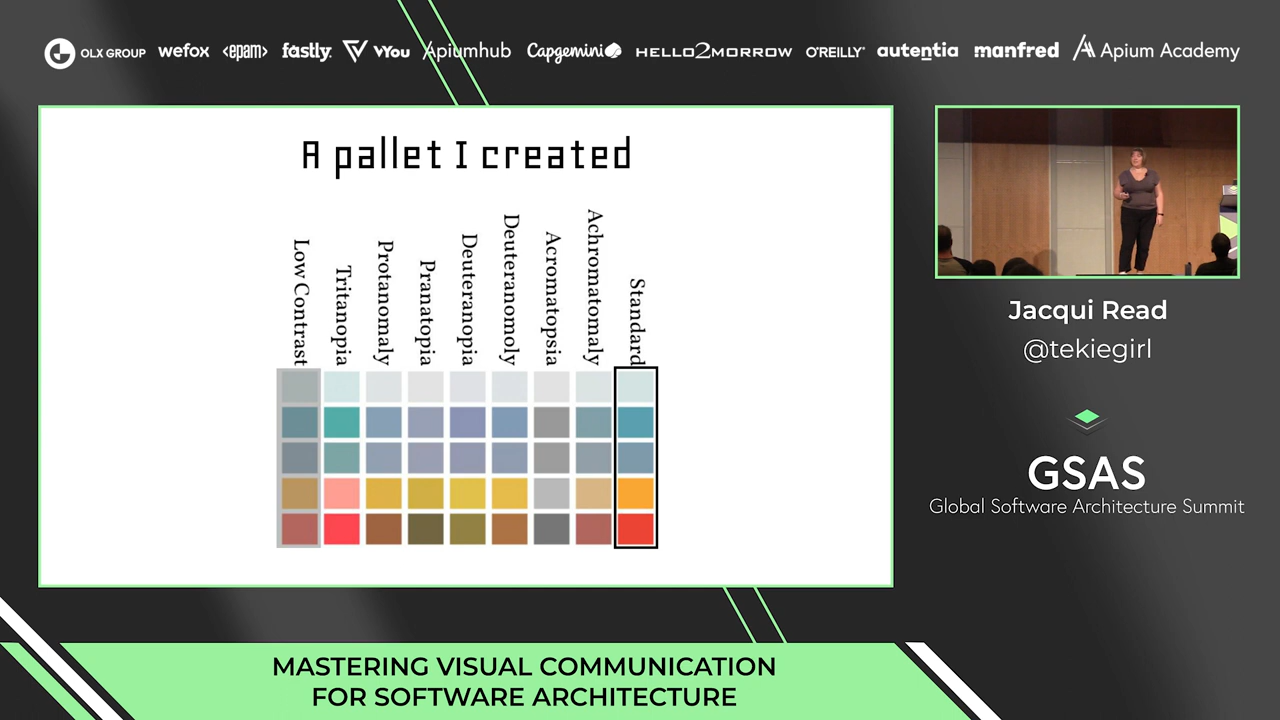 OLX GROUP wefox <epam> fastly. VYou Apiumhub Capgemini HELLO2MORROW O'REILLY® autentia manfred Apium Academy
A pallet I created
Low Contrast
Tritanopia
Protanomaly
Pranatopia
Deuteranopia
Deuteranomoly
Acromatopsia
Achromatomaly
Standard
Jacqui Read
@tekiegirl
GSAS
Global Software Architecture Summit
MASTERING VISUAL COMMUNICATION
FOR SOFTWARE ARCHITECTURE